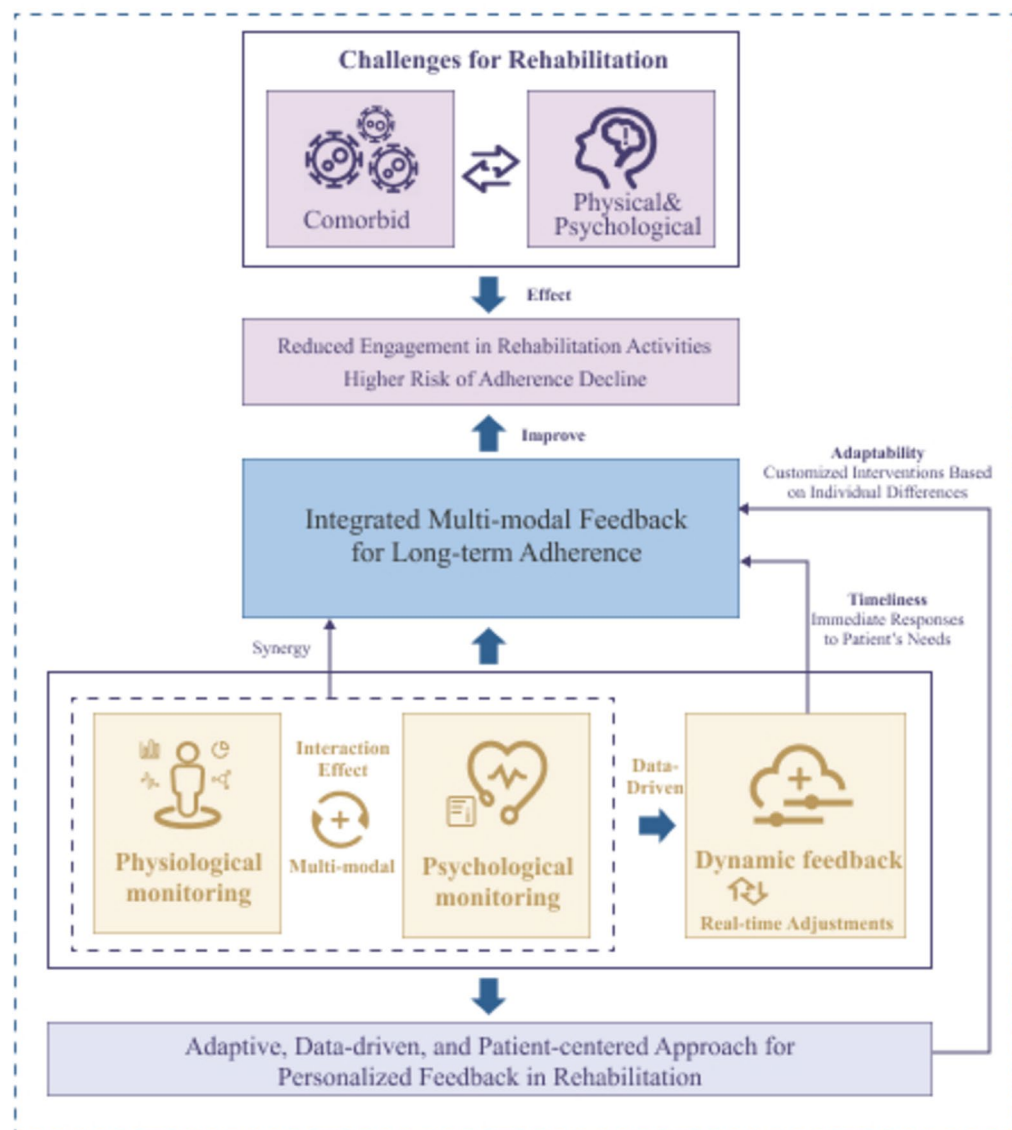 Challenges for Rehabilitation
Comorbid
Physical&
Psychological
Effect
Reduced Engagement in Rehabilitation Activities
Higher Risk of Adherence Decline
Improve
Adaptability
Customized Interventions Based
on Individual Differences
Integrated Multi-modal Feedback
for Long-term Adherence
Timeliness
Immediate Responses
to Patient's Needs
Synergy
Physiological
monitoring
Interaction
Effect
Multi-modal
Psychological
monitoring
Data-
Driven
Dynamic feedback
Real-time Adjustments
Adaptive, Data-driven, and Patient-centered Approach for
Personalized Feedback in Rehabilitation